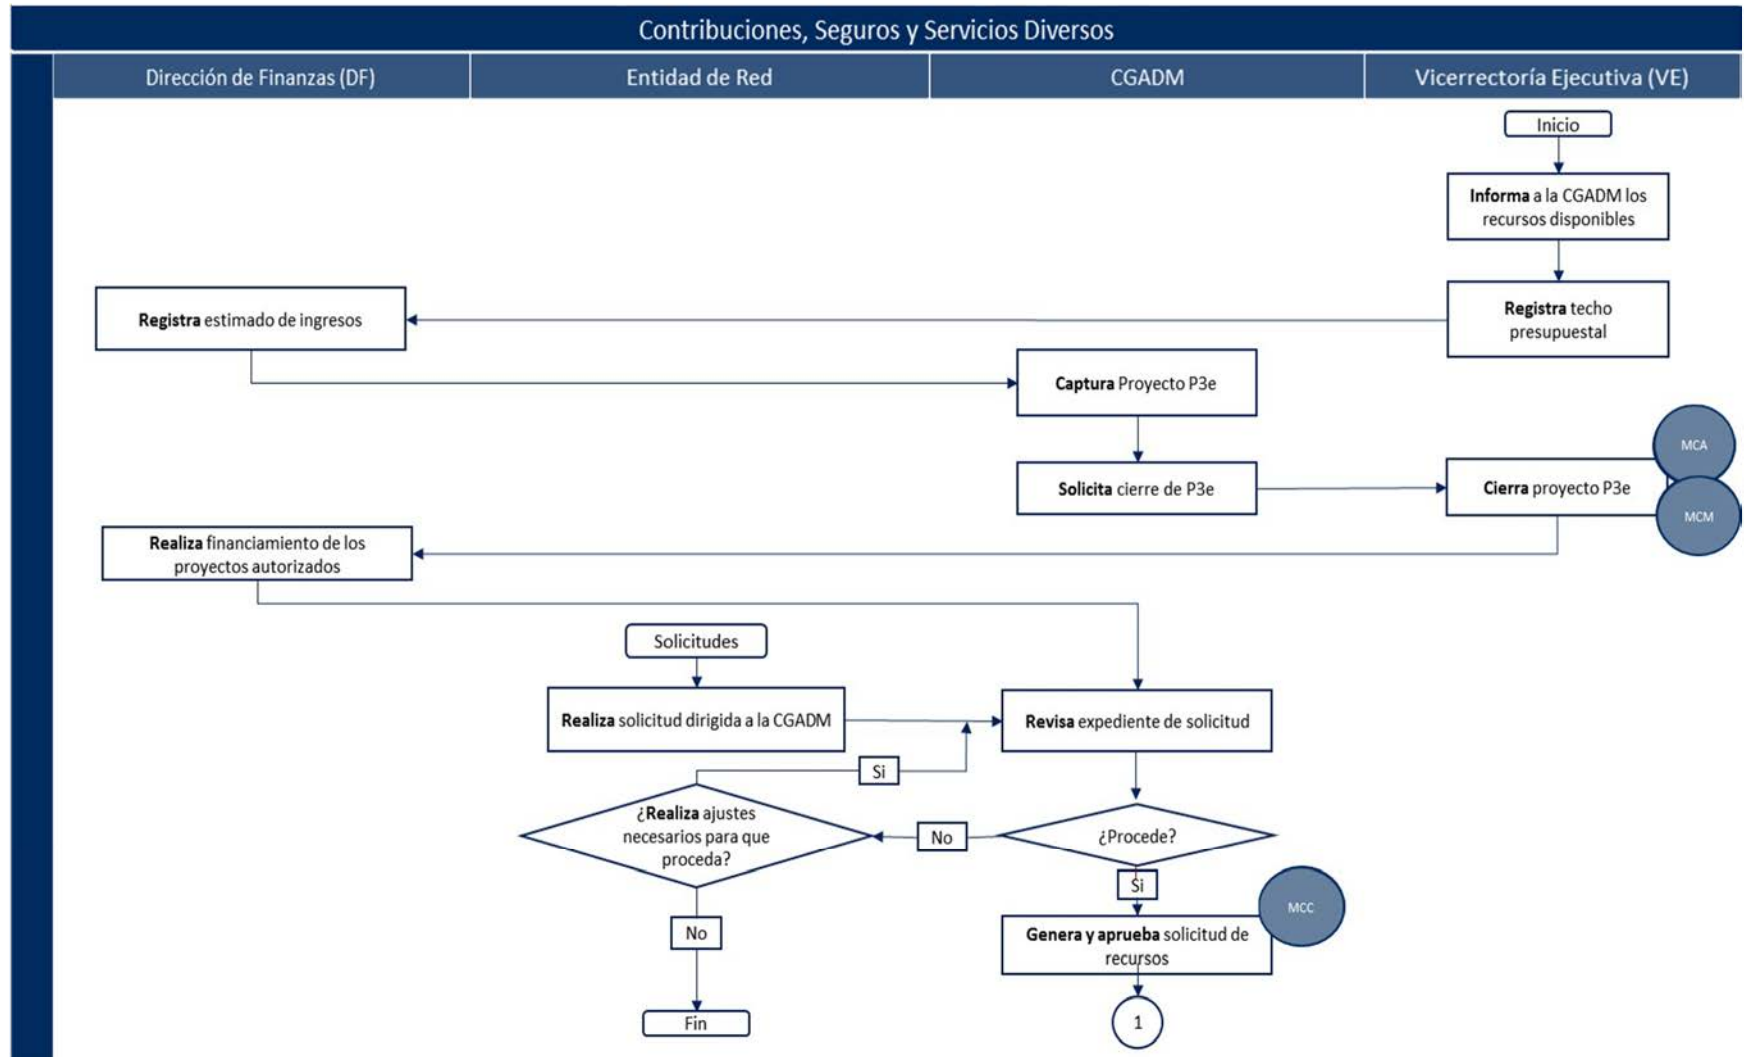 Contribuciones, Seguros y Servicios Diversos
Dirección de Finanzas (DF)
Entidad de Red
CGADM
Vicerrectoría Ejecutiva (VE)
Inicio
Informa a la CGADM los
recursos disponibles
Registra techo
presupuestal
Registra estimado de ingresos
Captura Proyecto P3e
Solicita cierre de P3e
Cierra proyecto P3e
MCA
MCM
Realiza financiamiento de los
proyectos autorizados
Solicitudes
Realiza solicitud dirigida a la CGADM
Revisa expediente de solicitud
Si
¿Realiza ajustes
necesarios para que
proceda?
No
¿Procede?
Si
MCC
No
Genera y aprueba solicitud de
recursos
Fin
1